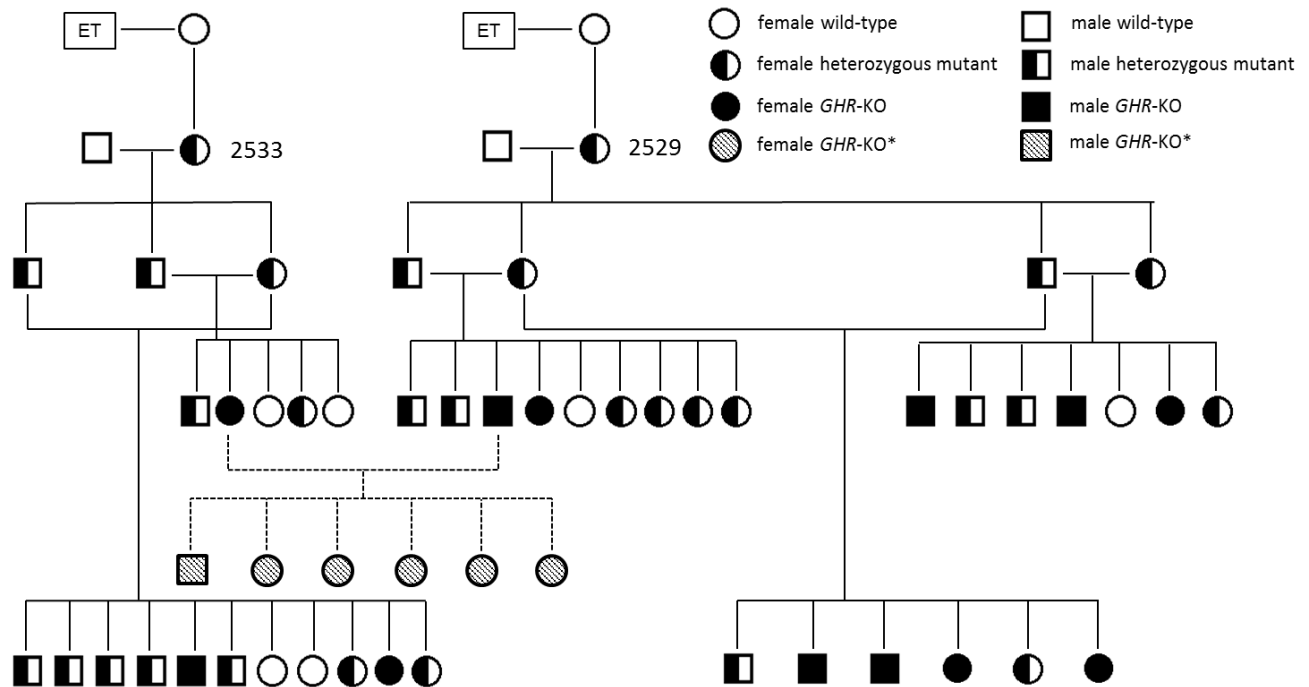 ET
ET
female wild-type
male wild-type
female heterozygous mutant
male heterozygous mutant
female GHR-KO
male GHR-KO
female GHR-KO*
male GHR-KO*
2533
2529